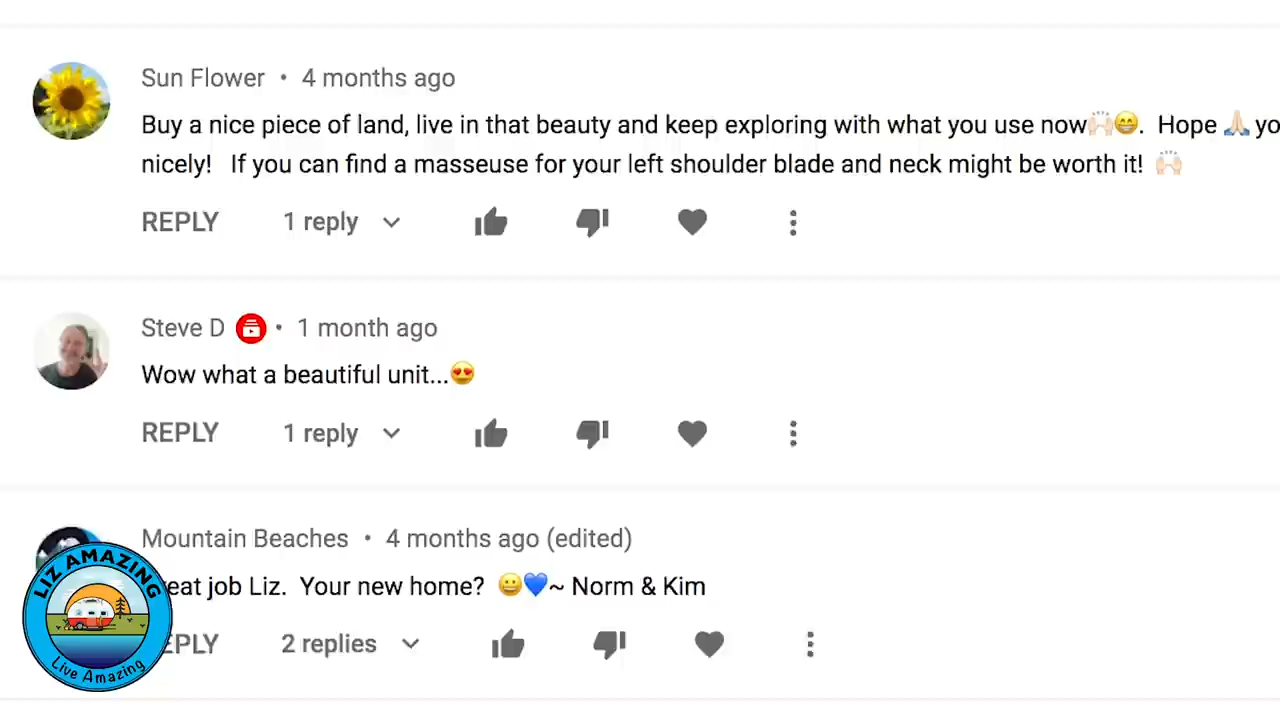 Sun Flower • 4 months ago
Buy a nice piece of land, live in that beauty and keep exploring with what you use now🙌🏻😁. Hope 🙏🏻 yo
nicely! If you can find a masseuse for your left shoulder blade and neck might be worth it! 🙌🏻
REPLY 1 reply
Steve D • 1 month ago
Wow what a beautiful unit...😍
REPLY 1 reply
Mountain Beaches • 4 months ago (edited)
eat job Liz. Your new home? 😀💙~ Norm & Kim
EPLY 2 replies
LIZ AMAZING
Live Amazing